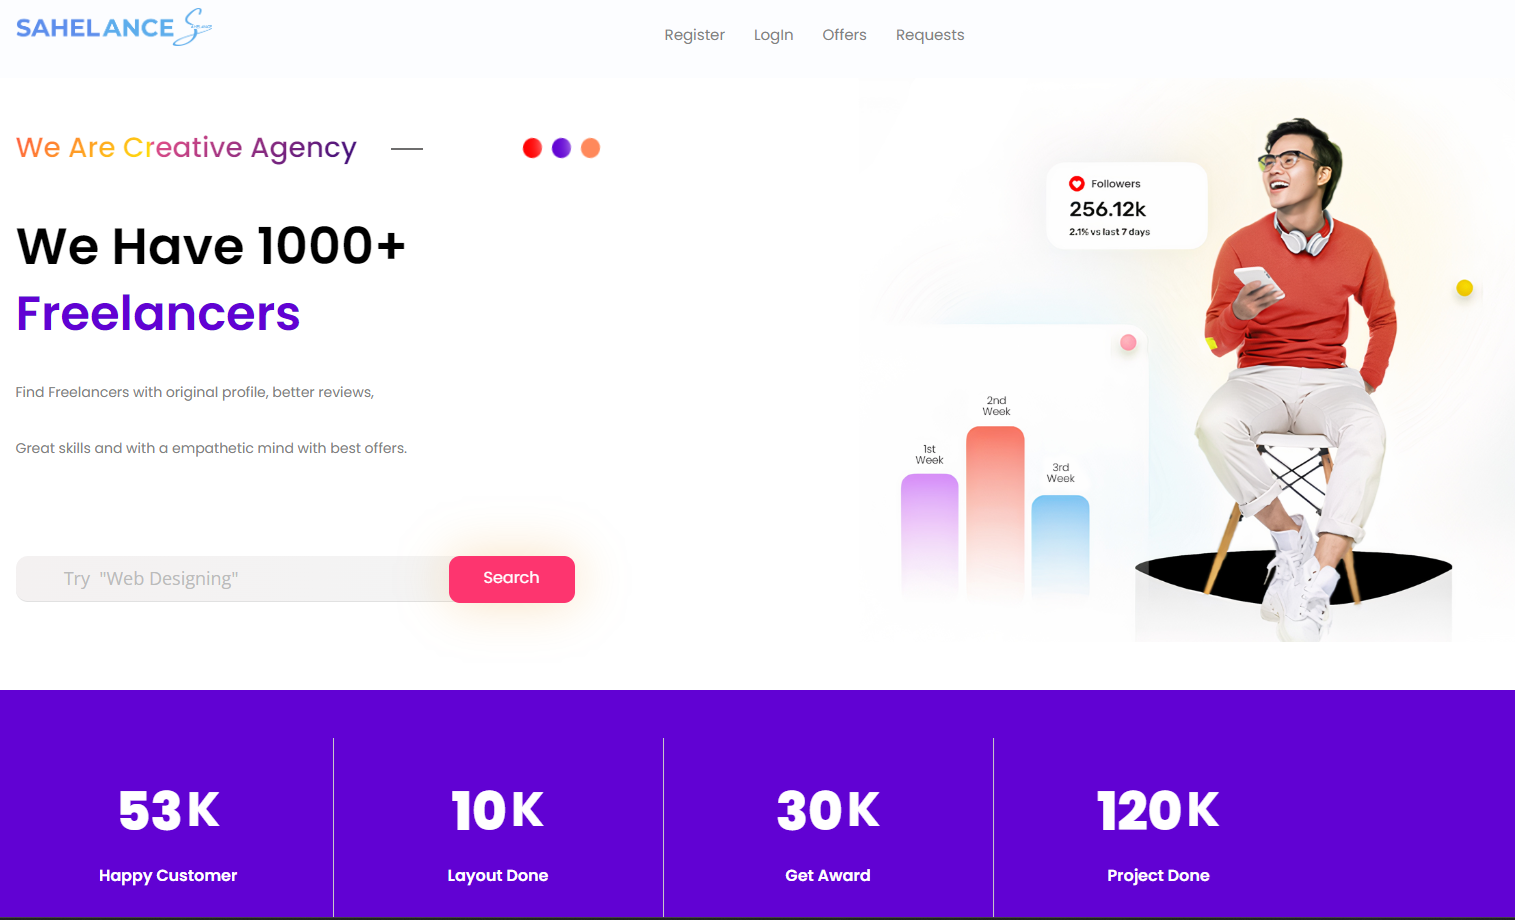 SAHELANCE
Register LogIn Offers Requests
We Are Creative Agency
We Have 1000+
Freelancers
Find Freelancers with original profile, better reviews,
Great skills and with a empathetic mind with best offers.
Try "Web Designing"
Search
Followers
256.12k
2.1% vs last 7 days
1st
Week
2nd
Week
3rd
Week
53K
Happy Customer
10K
Layout Done
30K
Get Award
120K
Project Done